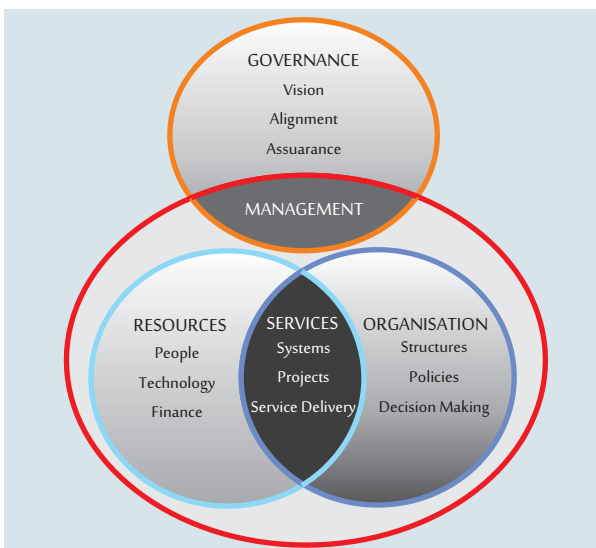 GOVERNANCE
Vision
Alignment
Assuarance
MANAGEMENT
RESOURCES
People
Technology
Finance
SERVICES
Systems
Projects
Service Delivery
ORGANISATION
Structures
Policies
Decision Making